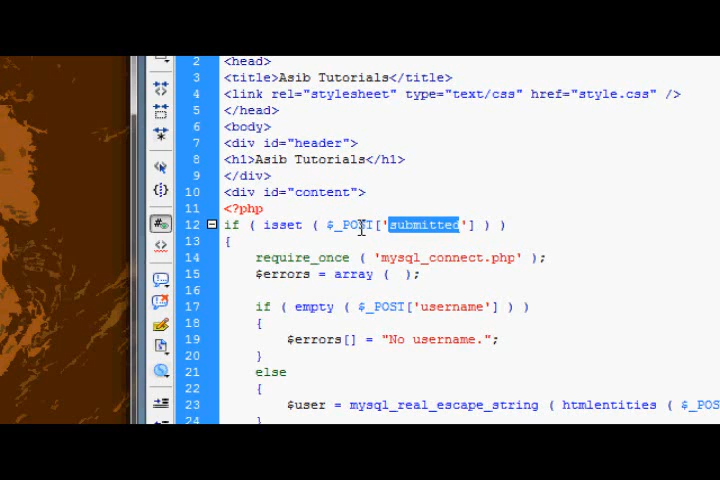 2 <head>
3 <title>Asib Tutorials</title>
4 <link rel="stylesheet" type="text/css" href="style.css" />
5 </head>
6 <body>
7 <div id="header">
8 <h1>Asib Tutorials</h1>
9 </div>
10 <div id="content">
11 <?php
12 if ( isset ( $_POST['submitted'] ) )
13 {
14 require_once ( 'mysql_connect.php' );
15 $errors = array (  );
16
17 if ( empty ( $_POST['username'] ) )
18 {
19 $errors[] = "No username.";
20 }
21 else
22 {
23 $user = mysql_real_escape_string ( htmlentities ( $_POS
24 }